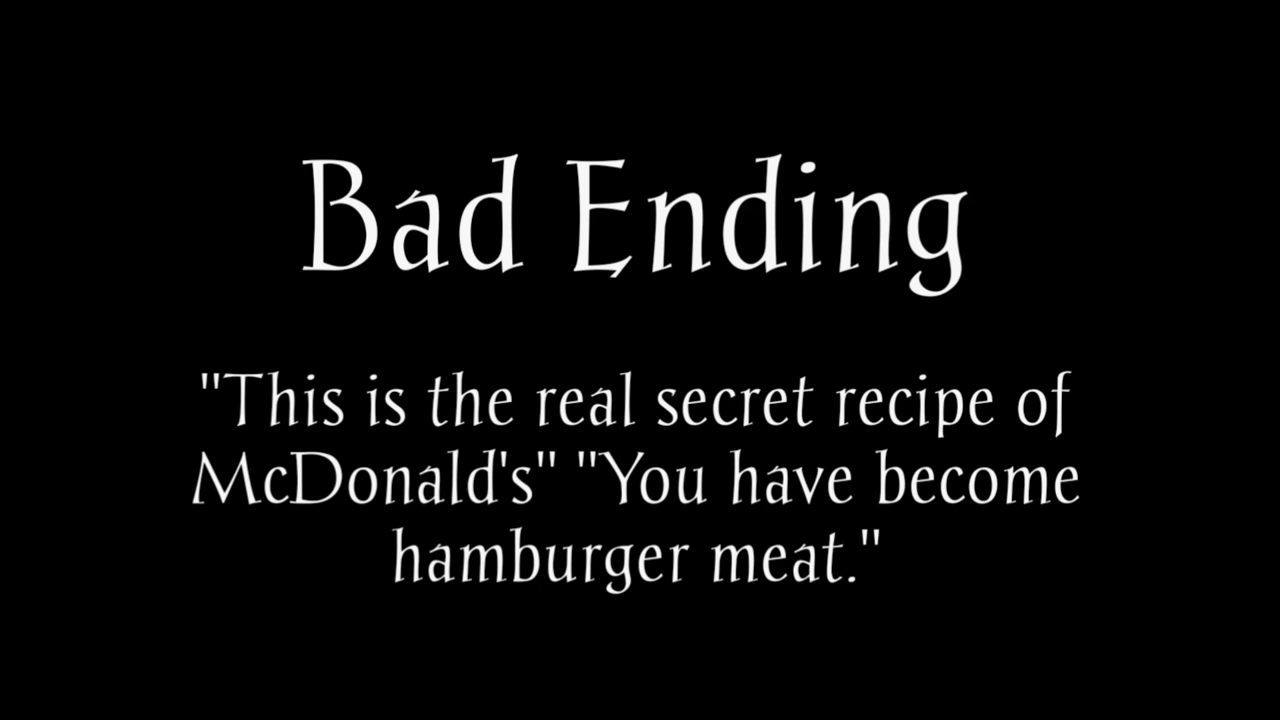 Bad Ending
"This is the real secret recipe of
McDonald's" "You have become
hamburger meat."